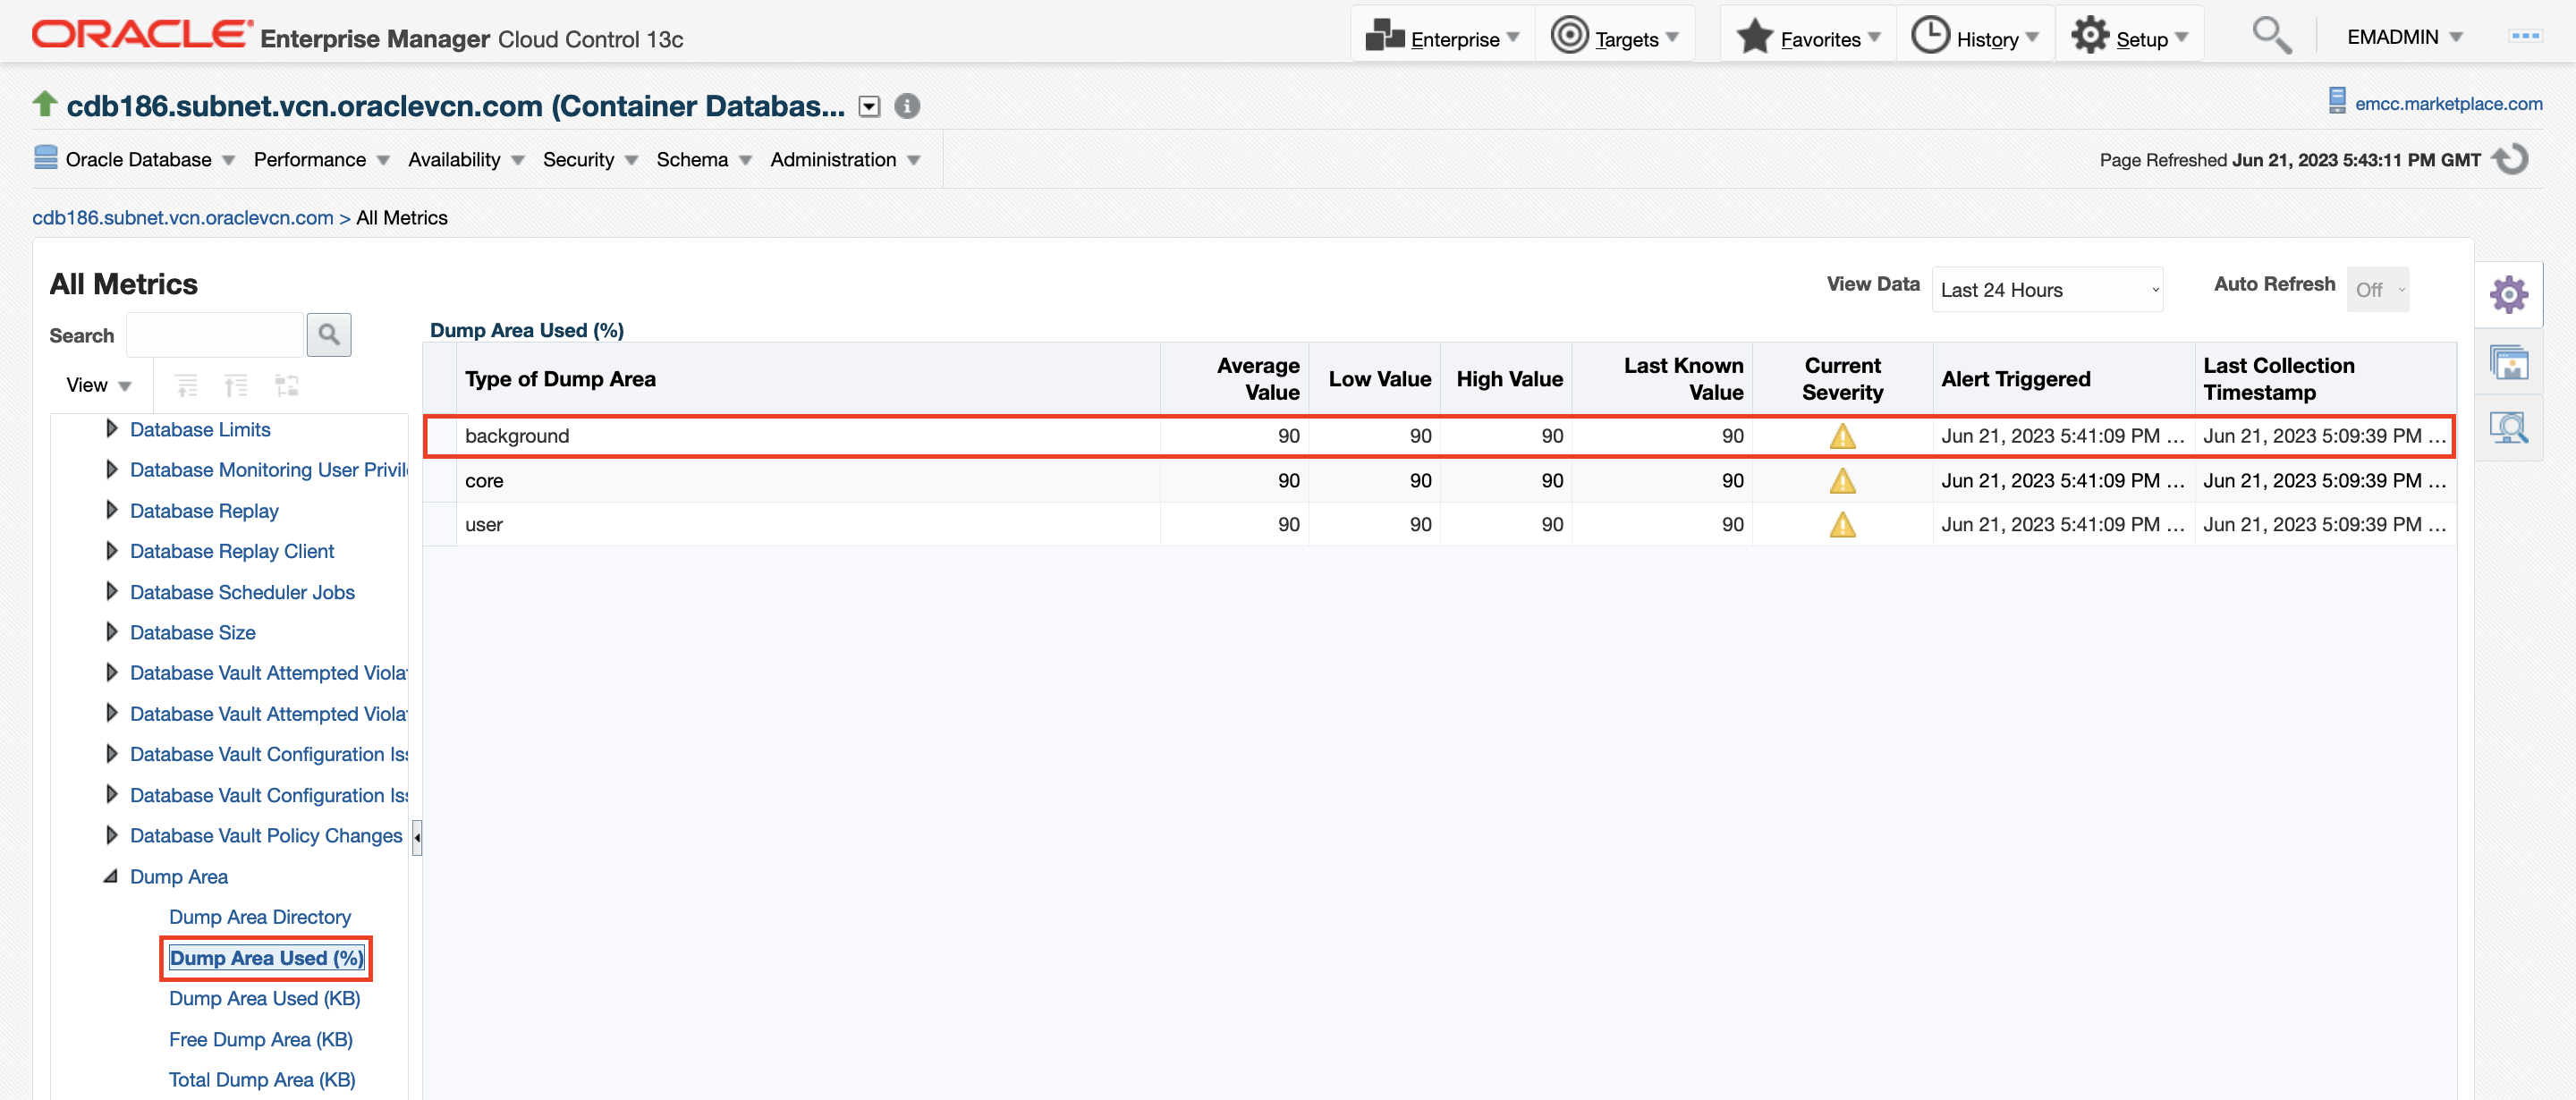 ORACLE Enterprise Manager Cloud Control 13c
Enterprise Targets Favorites History Setup EMADMIN
cdb186.subnet.vcn.oraclevcn.com (Container Databas...
emcc.marketplace.com
Oracle Database Performance Availability Security Schema Administration
Page Refreshed Jun 21, 2023 5:43:11 PM GMT
cdb186.subnet.vcn.oraclevcn.com > All Metrics
All Metrics
View Data Last 24 Hours Auto Refresh Off
Search
View
Database Limits
Database Monitoring User Privil
Database Replay
Database Replay Client
Database Scheduler Jobs
Database Size
Database Vault Attempted Viola
Database Vault Attempted Viola
Database Vault Configuration Iss
Database Vault Configuration Iss
Database Vault Policy Changes
Dump Area
Dump Area Directory
Dump Area Used (%)
Dump Area Used (KB)
Free Dump Area (KB)
Total Dump Area (KB)
Dump Area Used (%)
Type of Dump Area Average Value Low Value High Value Last Known Value Current Severity Alert Triggered Last Collection Timestamp
background 90 90 90 90 Jun 21, 2023 5:41:09 PM ... Jun 21, 2023 5:09:39 PM ...
core 90 90 90 90 Jun 21, 2023 5:41:09 PM ... Jun 21, 2023 5:09:39 PM ...
user 90 90 90 90 Jun 21, 2023 5:41:09 PM ... Jun 21, 2023 5:09:39 PM ...